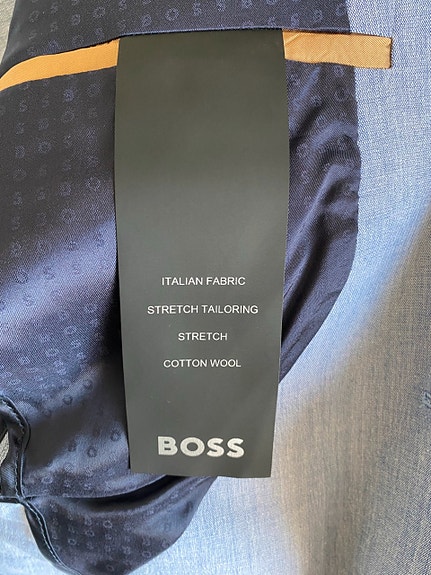 ITALIAN FABRIC
STRETCH TAILORING
STRETCH
COTTON WOOL
BOSS